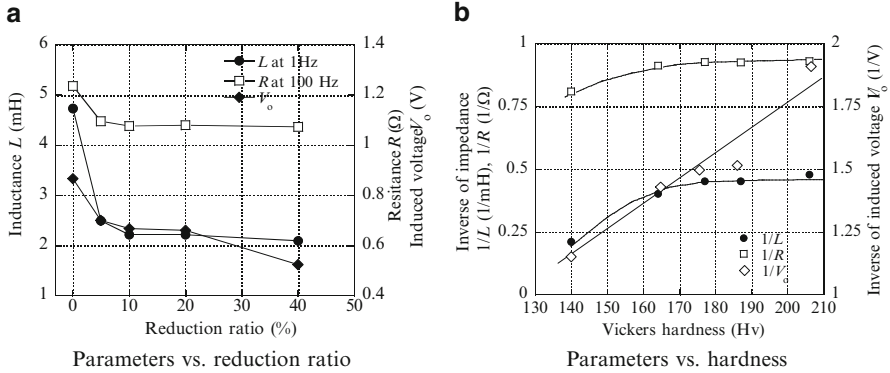 a
6
5
4
3
2
1
Inductance L (mH)
1.4
1.2
1
0.8
0.6
0.4
Resitance R (Ω)
Induced voltage Vo (V)
L at 1Hz
R at 100 Hz
Vo
0
10
20
30
40
50
Reduction ratio (%)
Parameters vs. reduction ratio
b
1
0.75
0.5
0.25
0
Inverse of impedance
1/L (1/mH), 1/R (1/Ω)
2
1.75
1.5
1.25
1
Inverse of induced voltage Vo (1/V)
1/L
1/R
1/Vo
130
140
150
160
170
180
190
200
210
Vickers hardness (Hv)
Parameters vs. hardness